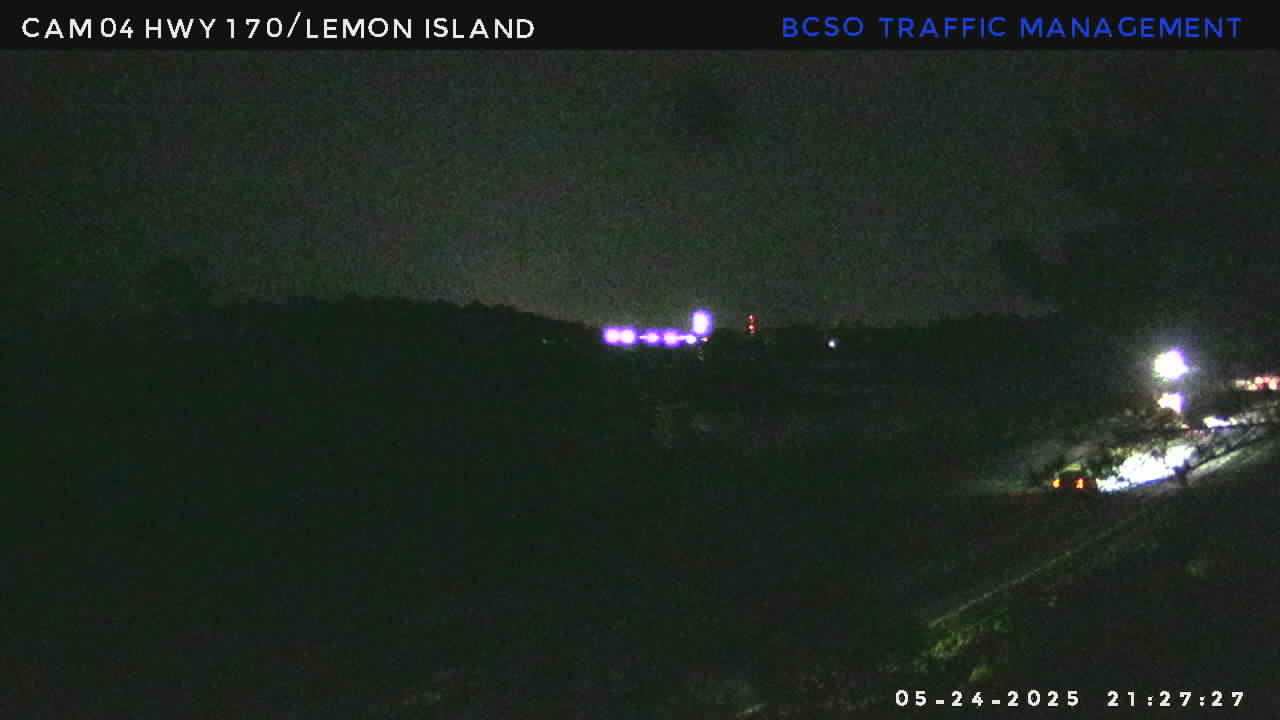 CAM04 HWY 170/LEMON ISLAND
BCSO TRAFFIC MANAGEMENT
05-24-2025 21:27:27